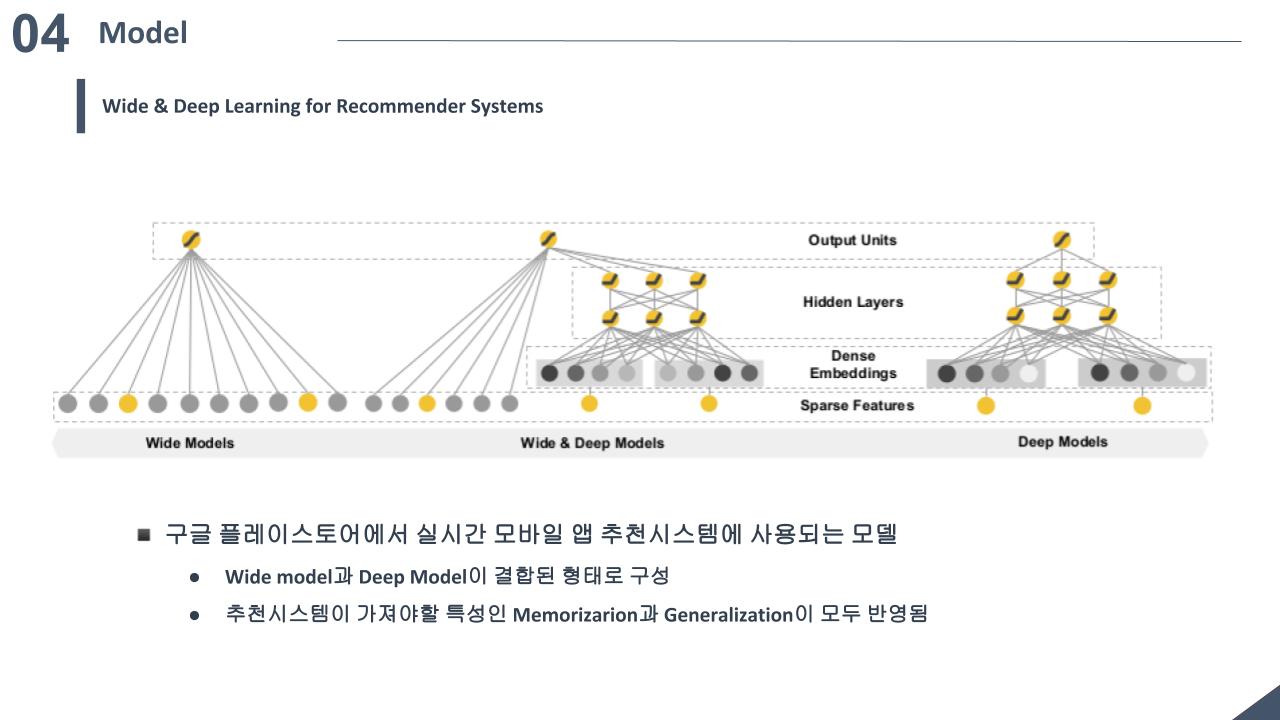 04 Model
Wide & Deep Learning for Recommender Systems
Output Units
Hidden Layers
Dense
Embeddings
Sparse Features
Wide Models
Wide & Deep Models
Deep Models
구글 플레이스토어에서 실시간 모바일 앱 추천시스템에 사용되는 모델
Wide model과 Deep Model이 결합된 형태로 구성
추천시스템이 가져야할 특성인 Memorizarion과 Generalization이 모두 반영됨